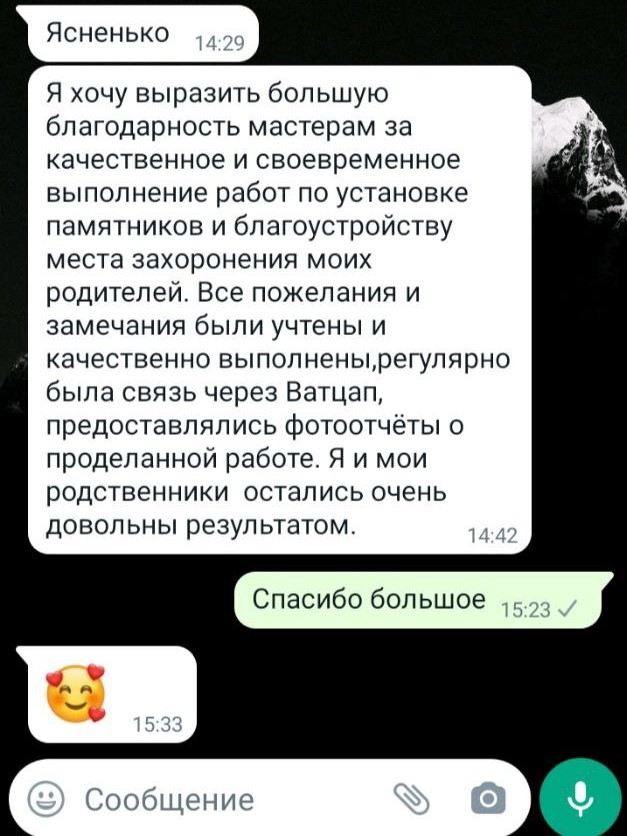 Ясненько 14:29
Я хочу выразить большую
благодарность мастерам за
качественное и своевременное
выполнение работ по установке
памятников и благоустройству
места захоронения моих
родителей. Все пожелания и
замечания были учтены и
качественно выполнены,регулярно
была связь через Ватцап,
предоставлялись фотоотчёты о
проделанной работе. Я и мои
родственники остались очень
довольны результатом. 14:42
Спасибо большое 15:23
15:33
Сообщение